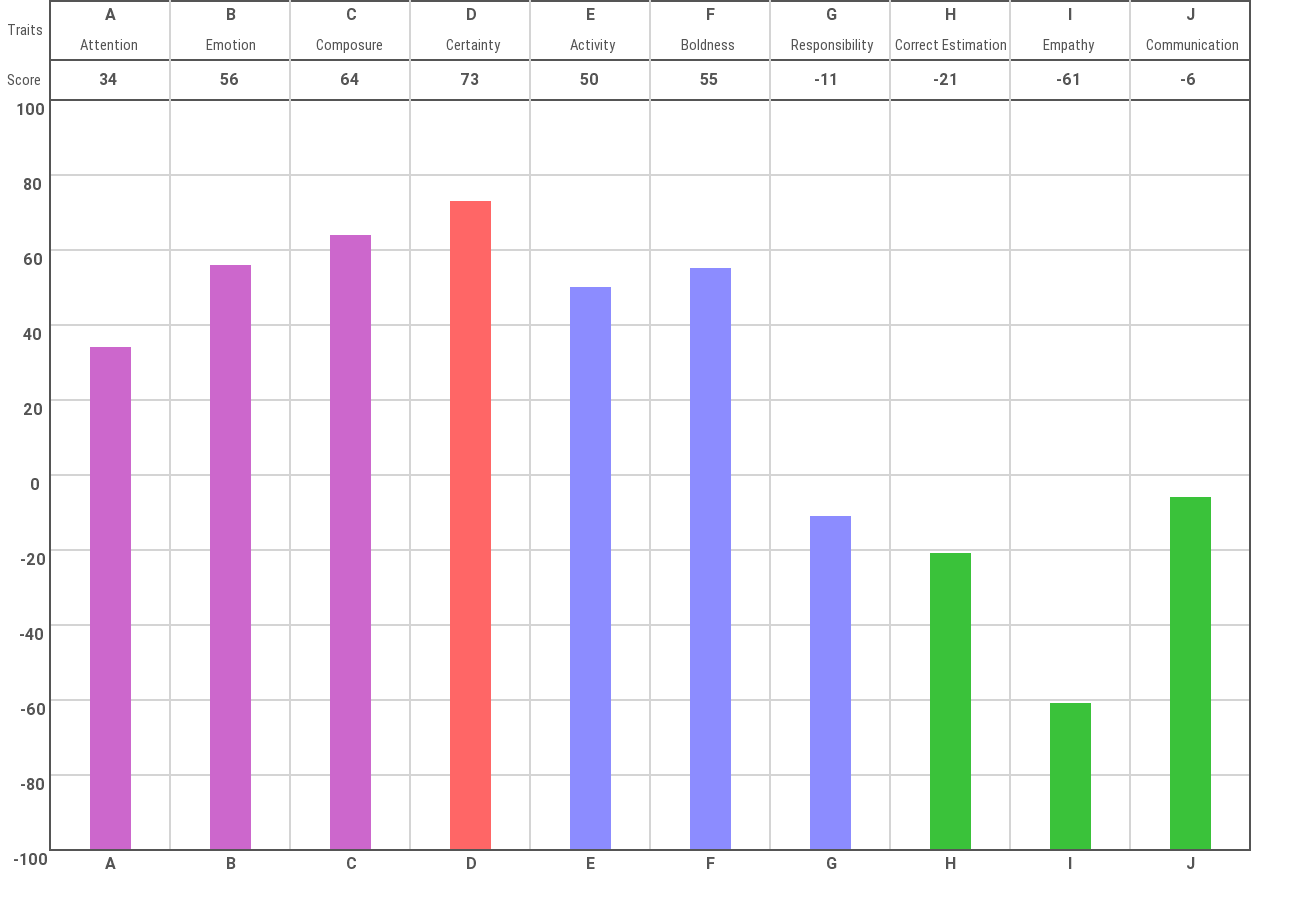 A B C D E F G H I J
Traits
Attention Emotion Composure Certainty Activity Boldness Responsibility Correct Estimation Empathy Communication
Score 34 56 64 73 50 55 -11 -21 -61 -6
100
80
60
40
20
0
-20
-40
-60
-80
-100
A B C D E F G H I J